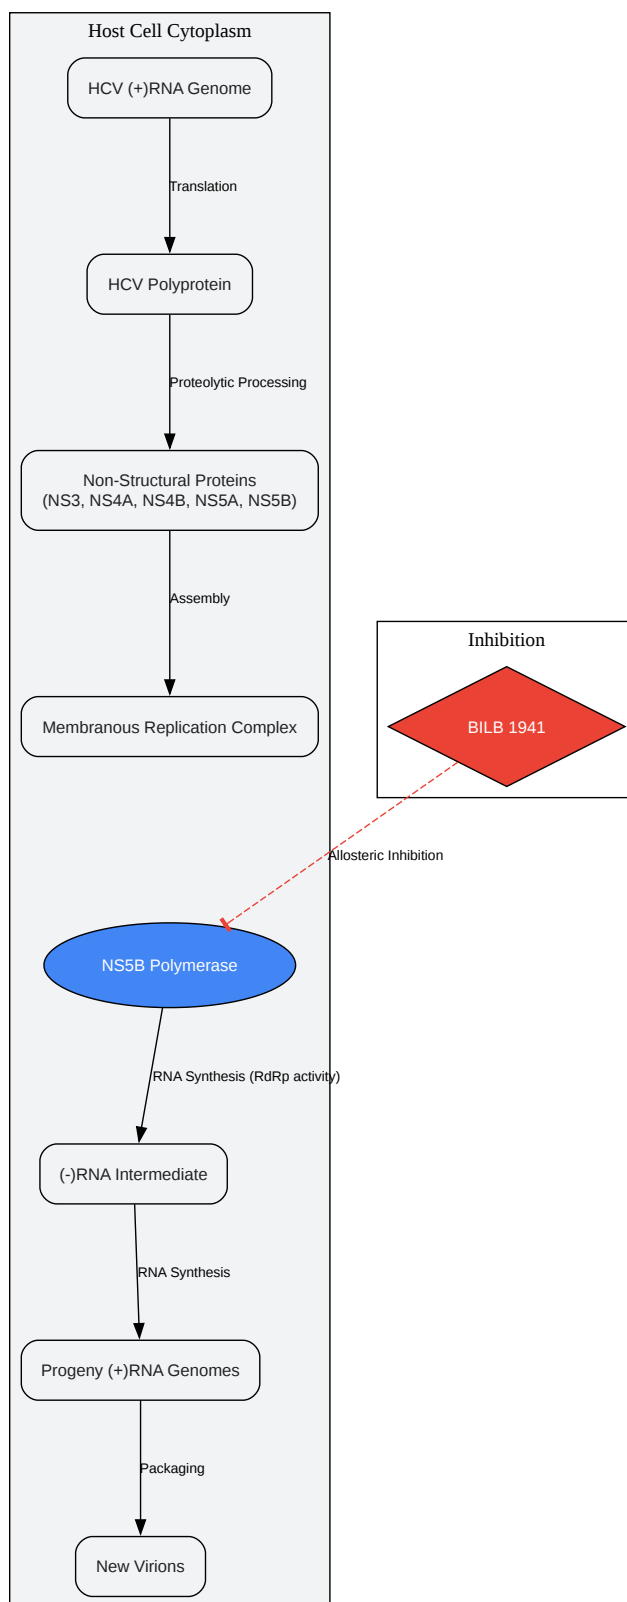 Host Cell Cytoplasm
HCV (+)RNA Genome
Translation
HCV Polyprotein
Proteolytic Processing
Non-Structural Proteins
(NS3, NS4A, NS4B, NS5A, NS5B)
Assembly
Membranous Replication Complex
Inhibition
BILB 1941
Allosteric Inhibition
NS5B Polymerase
RNA Synthesis (RdRp activity)
(-)RNA Intermediate
RNA Synthesis
Progeny (+)RNA Genomes
Packaging
New Virions